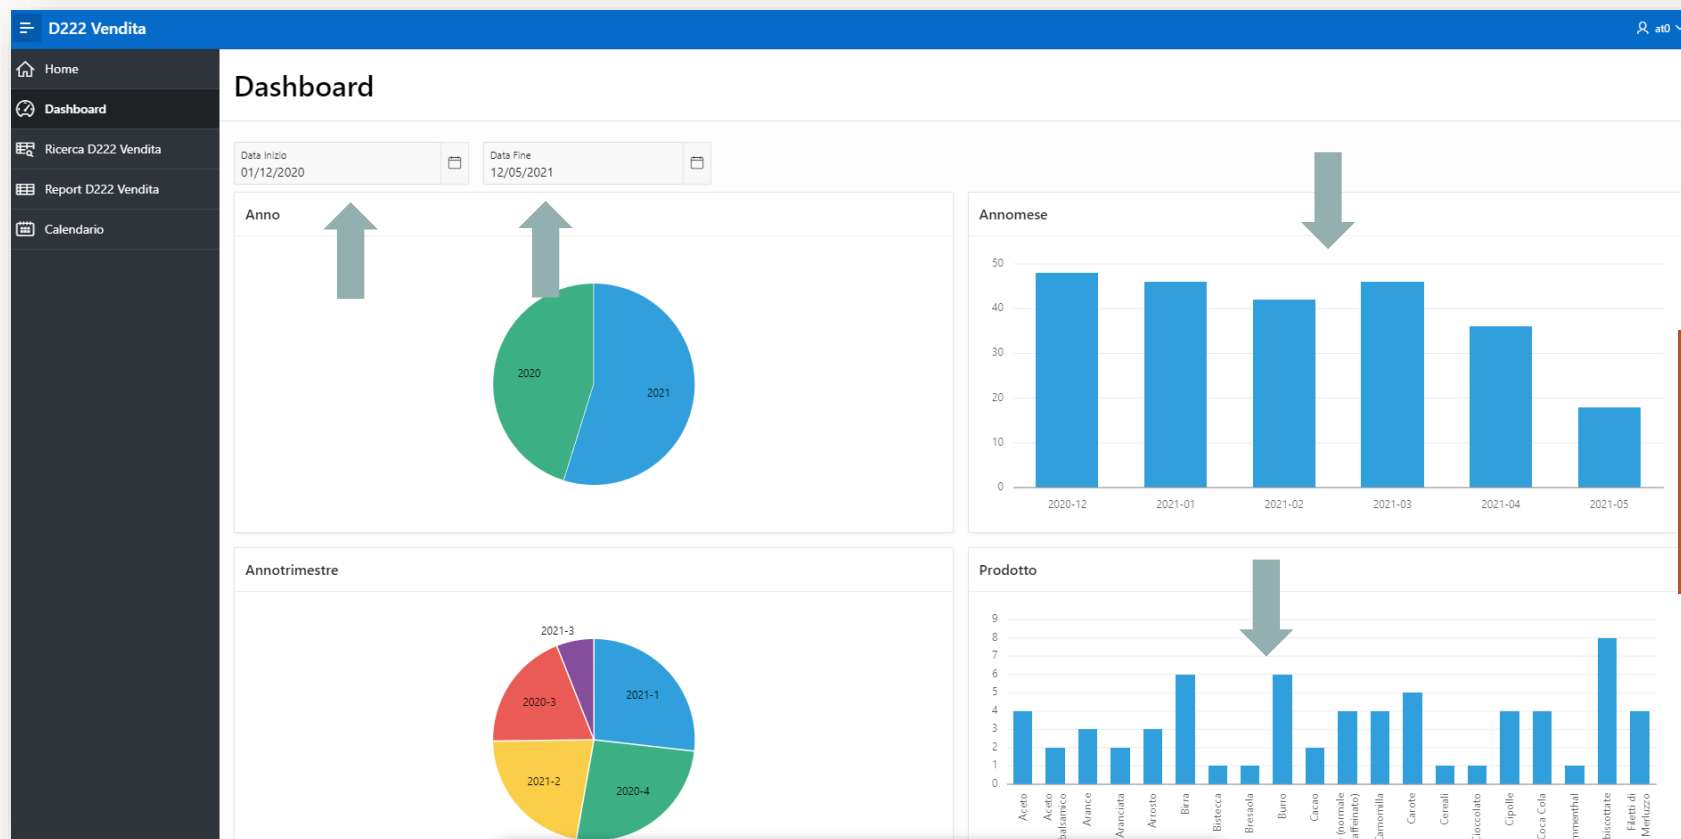 D222 Vendita
at0
Home
Dashboard
Ricerca D222 Vendita
Report D222 Vendita
Calendario
Dashboard
Data Inizio
01/12/2020
Data Fine
12/05/2021
Anno
2020
2021
Annomese
50
40
30
20
10
0
2020-12
2021-01
2021-02
2021-03
2021-04
2021-05
Annotrimestre
2021-3
2021-1
2020-3
2021-2
2020-4
Prodotto
9
8
7
6
5
4
3
2
1
0
Aceto
Aceto
balsamico
Arance
Aranciata
Arrosto
Birra
Bistecca
Bresaola
Burro
Cacao
(normale
affeinato)
Camomilla
Carote
Cereali
Cioccolato
Cipolle
Coca Cola
mmenthal
biscottate
Filetti di
Merluzzo